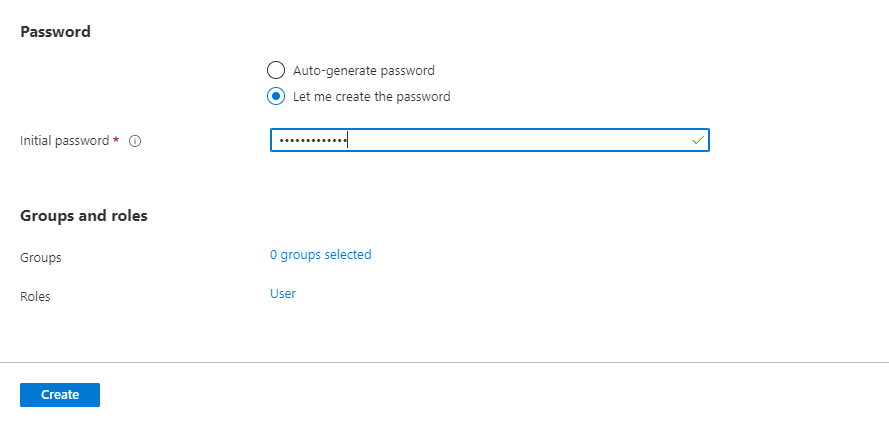 Password
Auto-generate password
Let me create the password
Initial password *
•••••••••••••
Groups and roles
Groups
0 groups selected
Roles
User
Create